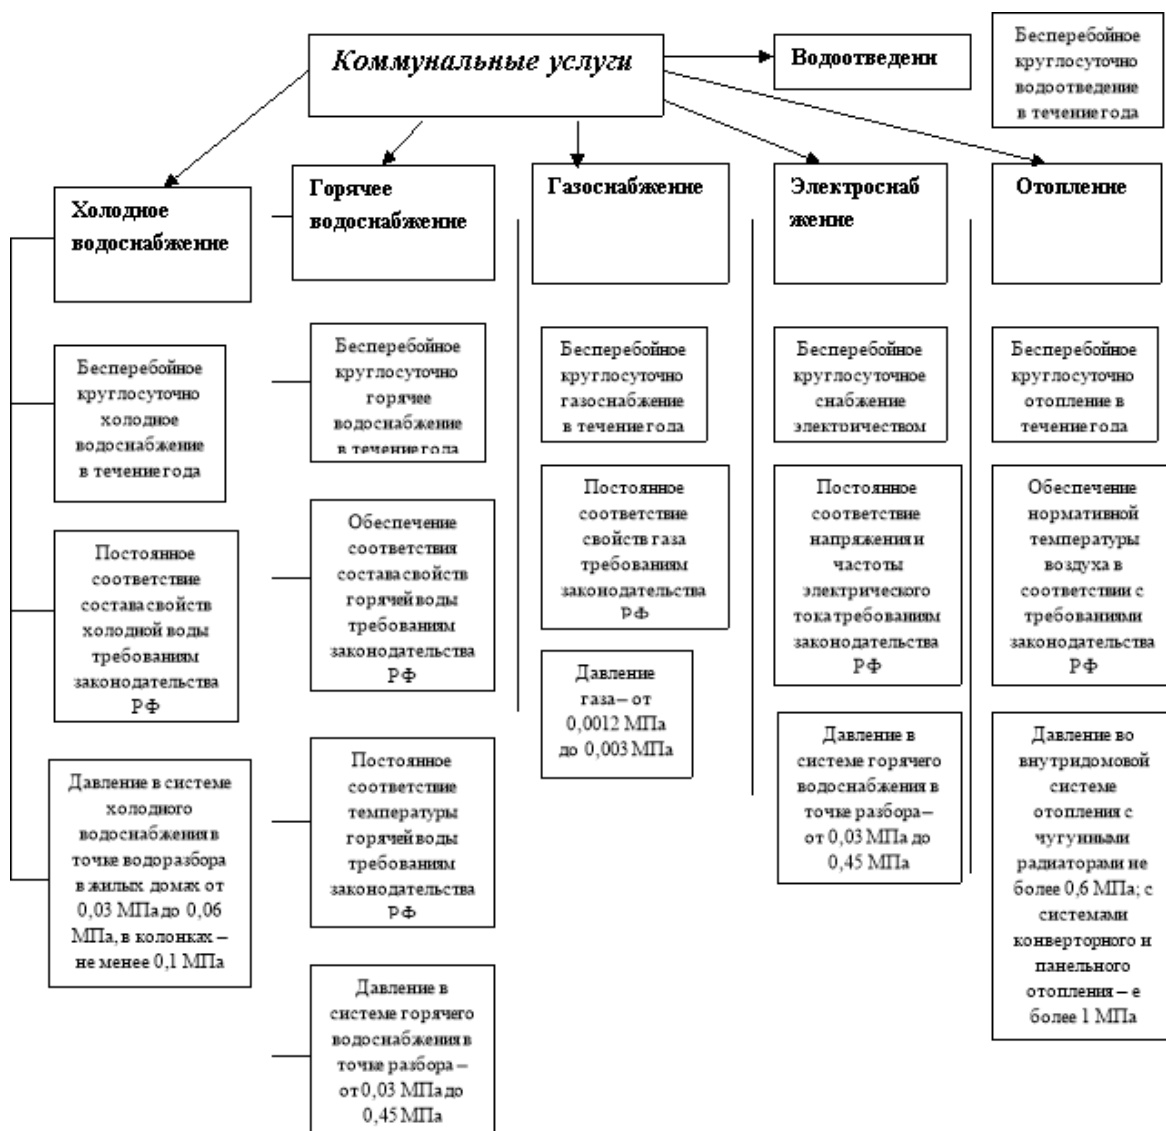 Коммунальные услуги
Водоотведени
Бесперебойное
круглосуточно
водоотведение
в течение года
Холодное
водоснабжение
Горячее
водоснабжение
Газоснабжение
Электроснаб
жение
Отопление
Бесперебойное
круглосуточно
холодное
водоснабжение
в течение года
Постоянное
соответствие
состава свойств
холодной воды
требованиям
законодательства
РФ
Давление в системе
холодного
водоснабжения в
точке водоразбора
в жилых домах от
0,03 МПа до 0,06
МПа, в колонках –
не менее 0,1 МПа
Бесперебойное
круглосуточно
горячее
водоснабжение
в течение года
Обеспечение
соответствия
состава свойств
горячей воды
требованиям
законодательства
РФ
Постоянное
соответствие
температуры
горячей воды
требованиям
законодательства
РФ
Давление в
системе горячего
водоснабжения в
точке разбора –
от 0,03 МПа до
0,45 МПа
Бесперебойное
круглосуточно
газоснабжение
в течение года
Постоянное
соответствие
свойств газа
требованиям
законодательства
РФ
Давление
газа – от
0,0012 МПа
до 0,003 МПа
Бесперебойное
круглосуточное
снабжение
электричеством
Постоянное
соответствие
напряжения и
частоты
электрического
тока требованиям
законодательства
РФ
Давление в
системе горячего
водоснабжения в
точке разбора –
от 0,03 МПа до
0,45 МПа
Бесперебойное
круглосуточно
отопление в
течение года
Обеспечение
нормативной
температуры
воздуха в
соответствии с
требованиями
законодательства
РФ
Давление во
внутридомовой
системе
отопления с
чугунными
радиаторами не
более 0,6 МПа; с
системами
конверторного и
панельного
отопления – е
более 1 МПа